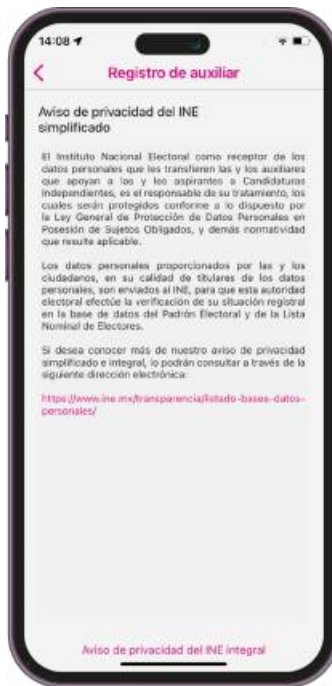 14:08
Registro de auxiliar
Aviso de privacidad del INE
simplificado
El Instituto Nacional Electoral como receptor de los
datos personales que les transfieren las y los auxiliares
que apoyan a las y los aspirantes a Candidaturas
Independientes, es el responsable de su tratamiento, los
cuales serán protegidos conforme a lo dispuesto por
la Ley General de Protección de Datos Personales en
Posesión de Sujetos Obligados, y demás normatividad
que resulte aplicable.
Los datos personales proporcionados por las y los
ciudadanos, en su calidad de titulares de los datos
personales, son enviados al INE, para que esta autoridad
electoral efectúe la verificación de su situación registral
en la base de datos del Padrón Electoral y de la Lista
Nominal de Electores.
Si desea conocer más de nuestro aviso de privacidad
simplificado e integral, lo podrán consultar a través de la
siguiente dirección electrónica:
https://www.ine.mx/transparencia/listado-bases-datos-
personales/
Aviso de privacidad del INE integral